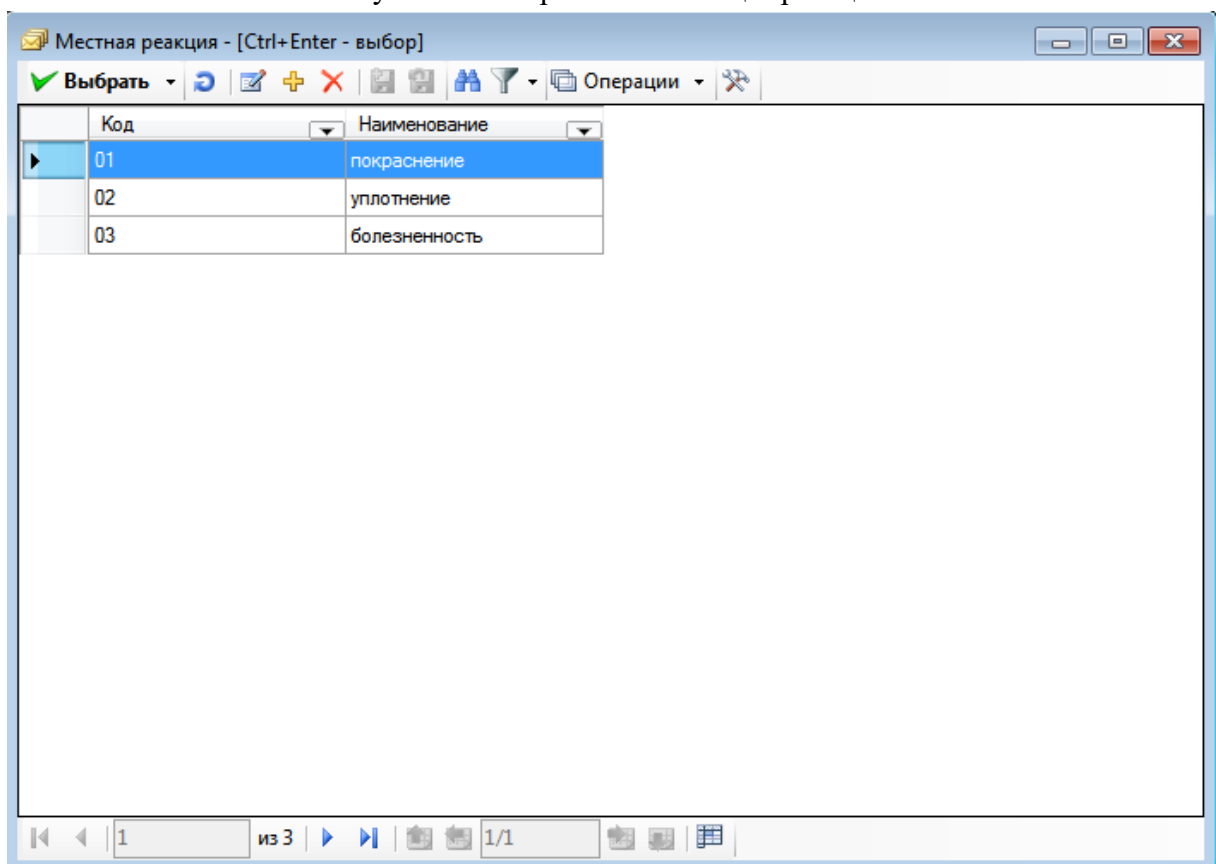 Местная реакция - [Ctrl+Enter - выбор]
Выбрать Операции
Код Наименование
01 покраснение
02 уплотнение
03 болезненность
1 из 3 1/1